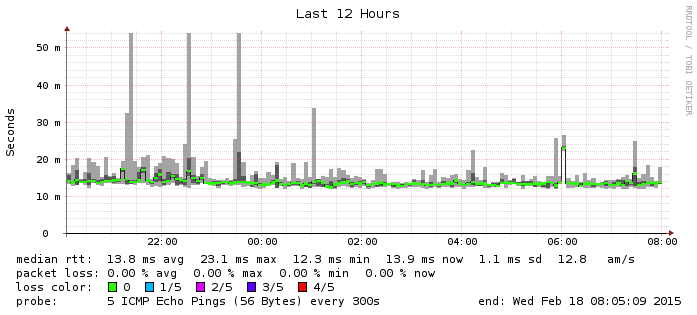 Last 12 Hours
RRDTOOL / TOBI OETIKER
Seconds
50 m
40 m
30 m
20 m
10 m
0
22:00 00:00 02:00 04:00 06:00 08:00
median rtt: 13.8 ms avg 23.1 ms max 12.3 ms min 13.9 ms now 1.1 ms sd 12.8 am/s
packet loss: 0.00 % avg 0.00 % max 0.00 % min 0.00 % now
loss color: 0 1/5 2/5 3/5 4/5
probe: 5 ICMP Echo Pings (56 Bytes) every 300s end: Wed Feb 18 08:05:09 2015